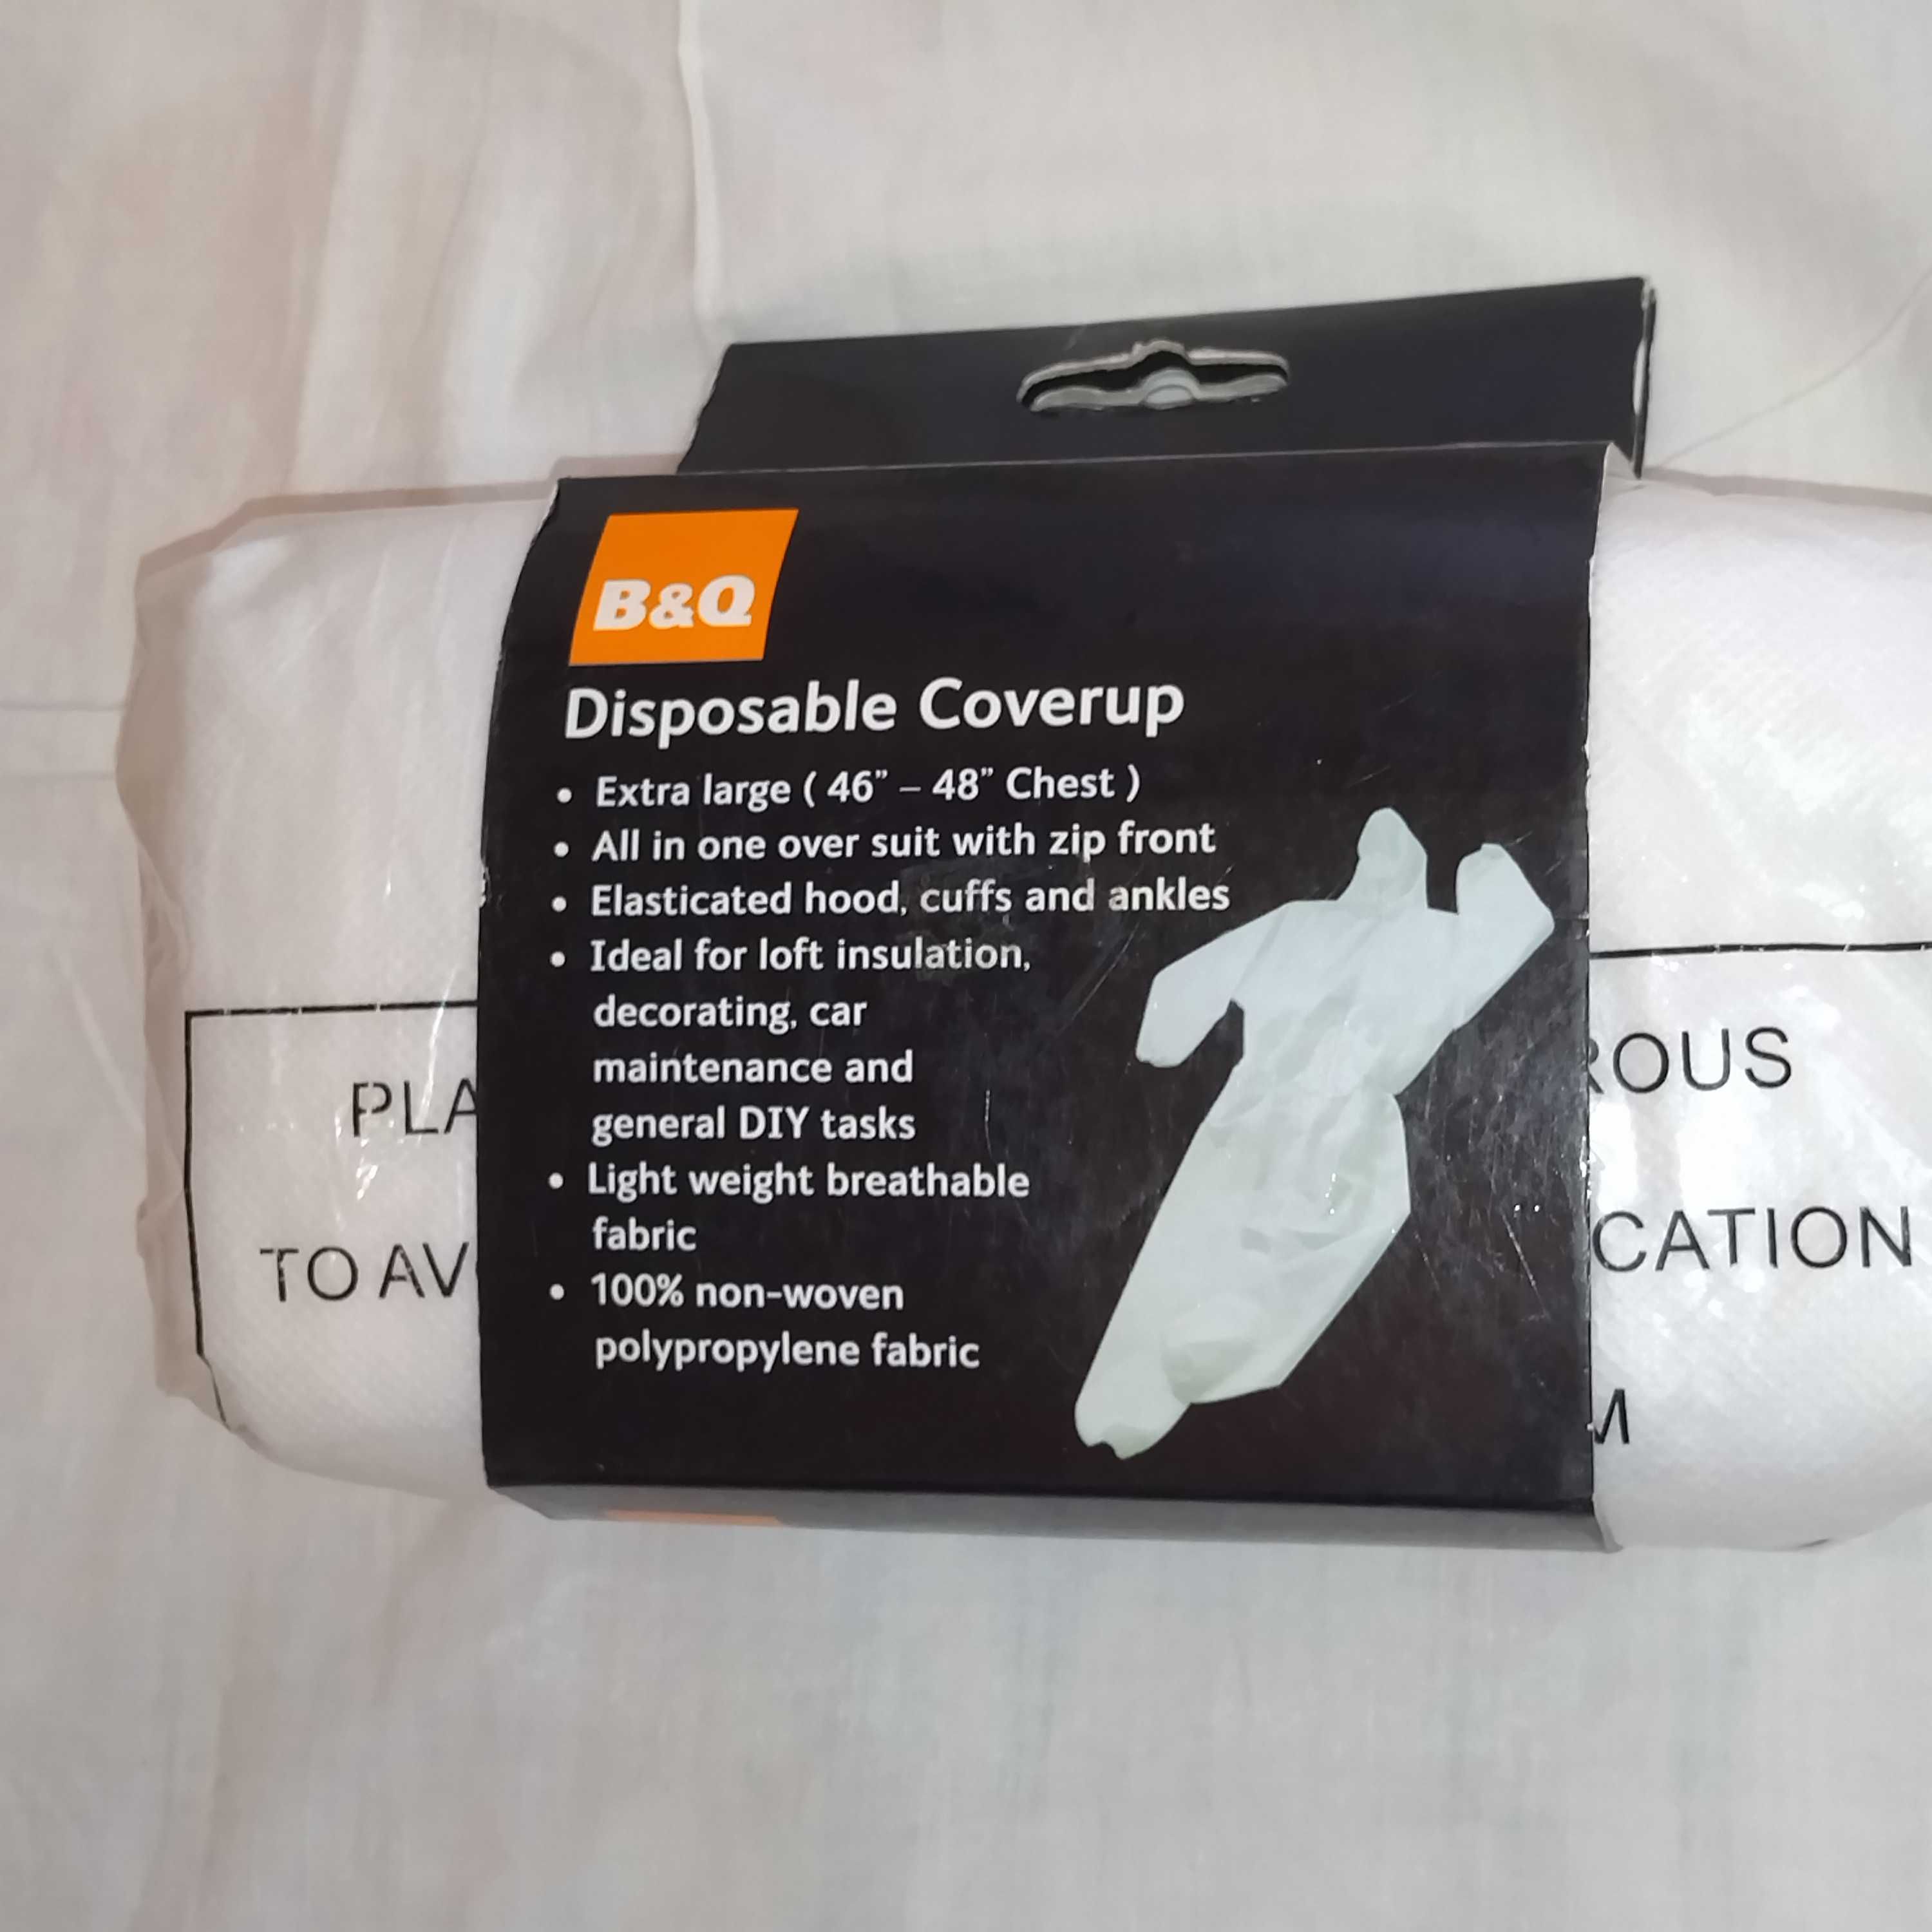 B&Q
Disposable Coverup
• Extra large ( 46” – 48” Chest )
• All in one over suit with zip front
• Elasticated hood, cuffs and ankles
• Ideal for loft insulation,
decorating, car
maintenance and
general DIY tasks
• Light weight breathable
fabric
• 100% non-woven
polypropylene fabric
PLA
ROUS
TO AV
CATION
M